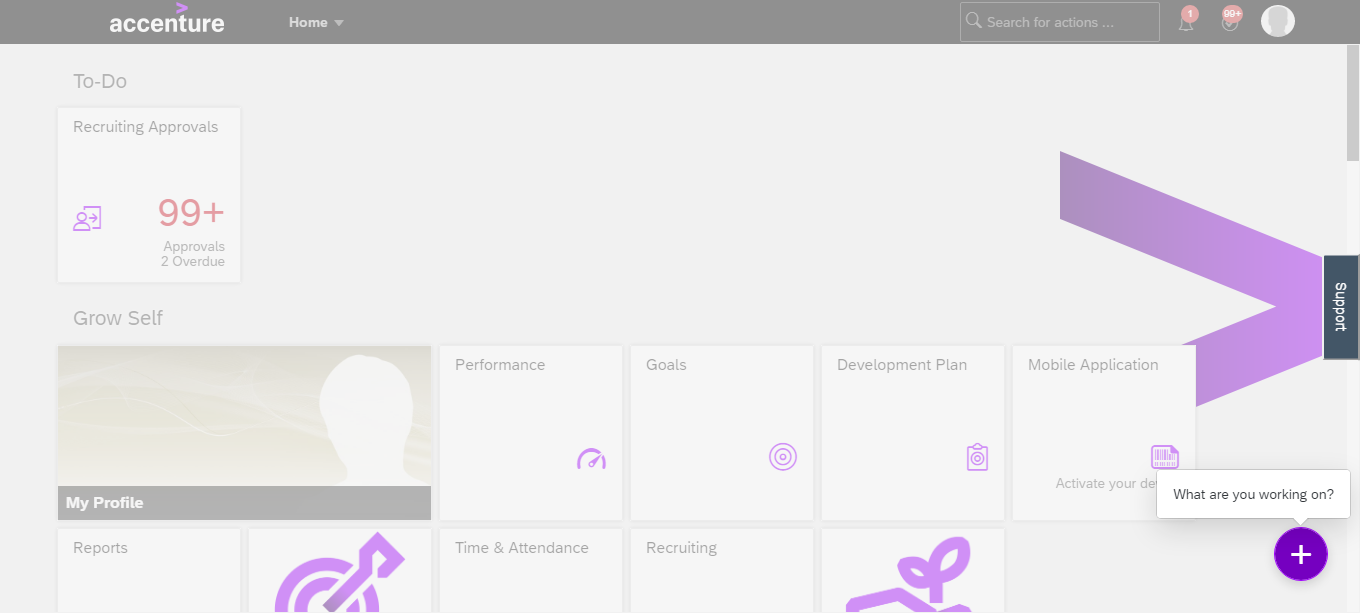 accenture
Home
Search for actions ...
1
99+
To-Do
Recruiting Approvals
99+
Approvals
2 Overdue
Support
Grow Self
My Profile
Performance
Goals
Development Plan
Mobile Application
Activate your de
What are you working on?
Reports
Time & Attendance
Recruiting